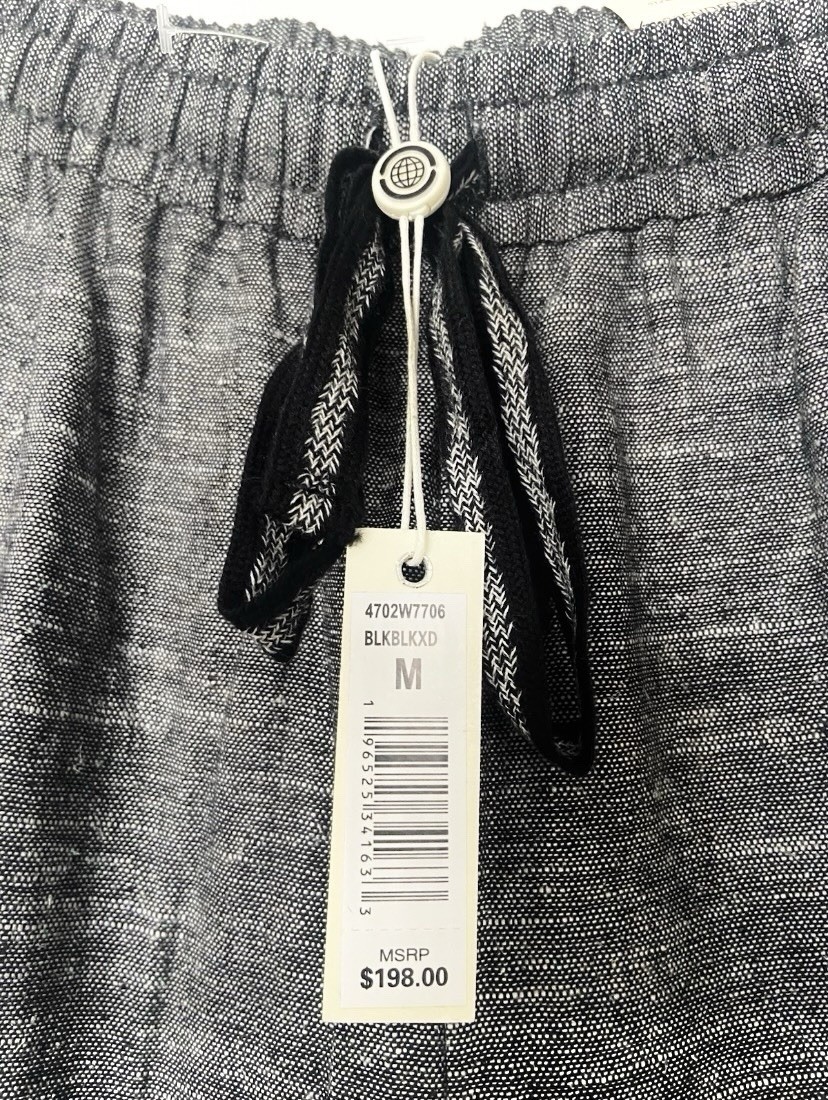 4702W7706
BLKBLKXD
M
1 96525 34163 3
MSRP
$198.00